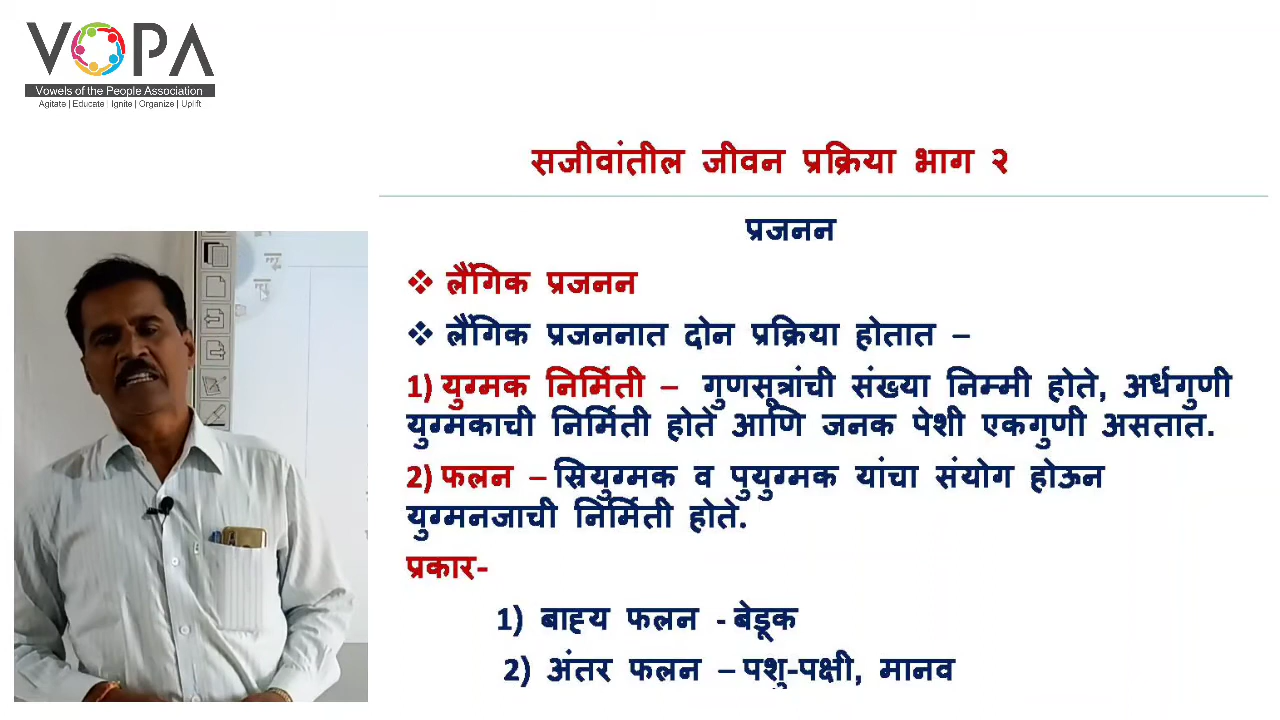 VOPA
Vowels of the People Association
Agitate | Educate | Ignite | Organize | Uplift
सजीवांतील जीवन प्रक्रिया भाग २
प्रजनन
❖ लैंगिक प्रजनन
❖ लैंगिक प्रजननात दोन प्रक्रिया होतात –
1) युग्मक निर्मिती – गुणसूत्रांची संख्या निम्मी होते, अर्धगुणी
युग्मकाची निर्मिती होते आणि जनक पेशी एकगुणी असतात.
2) फलन – स्रियुग्मक व पुयुग्मक यांचा संयोग होऊन
युग्मनजाची निर्मिती होते.
प्रकार-
1) बाह्य फलन - बेडूक
2) अंतर फलन – पशु-पक्षी, मानव